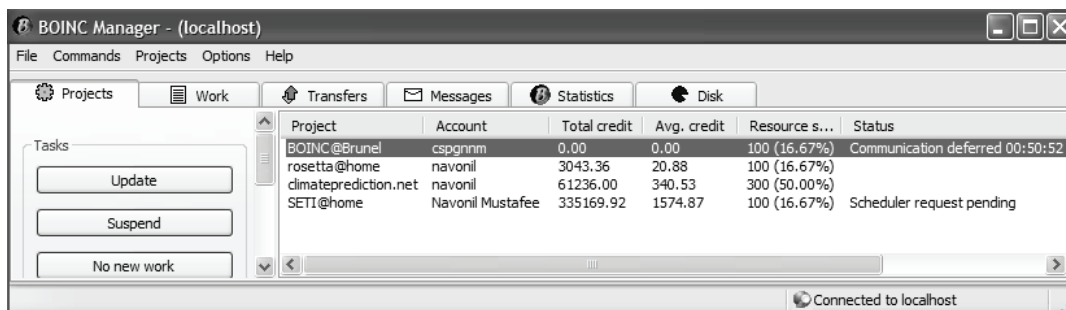 BOINC Manager - (localhost)
File Commands Projects Options Help
Projects Work Transfers Messages Statistics Disk
Tasks
Update
Suspend
No new work
Project Account Total credit Avg. credit Resource s... Status
BOINC@Brunel cspgnnm 0.00 0.00 100 (16.67%) Communication deferred 00:50:52
rosetta@home navonil 3043.36 20.88 100 (16.67%)
climateprediction.net navonil 61236.00 340.53 300 (50.00%)
SETI@home Navonil Mustafee 335169.92 1574.87 100 (16.67%) Scheduler request pending
Connected to localhost